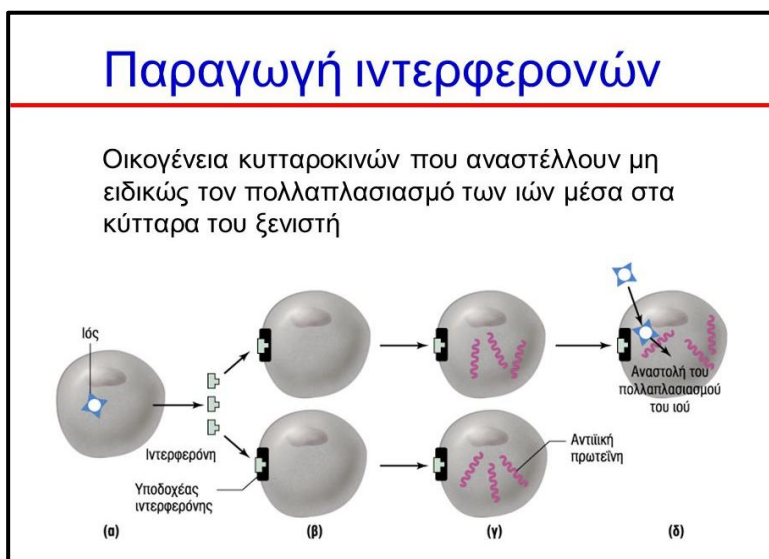 Παραγωγή ιντερφερονών
Οικογένεια κυτταροκινών που αναστέλλουν μη
ειδικώς τον πολλαπλασιασμό των ιών μέσα στα
κύτταρα του ξενιστή
Ιός
Ιντερφερόνη
Υποδοχέας
ιντερφερόνης
Αντιϊική
πρωτεΐνη
Αναστολή του
πολλαπλασιασμού
του ιού
(α)
(β)
(γ)
(δ)